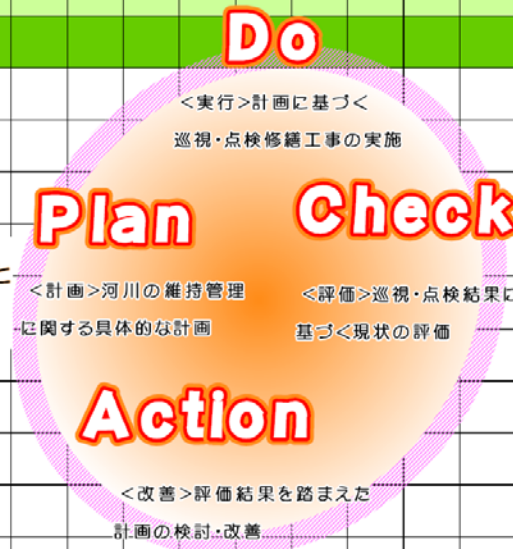 Do
<実行>計画に基づく
巡視・点検修繕工事の実施
Plan
Check
<計画>河川の維持管理
に関する具体的な計画
<評価>巡視・点検結果に
基づく現状の評価
Action
<改善>評価結果を踏まえた
計画の検討・改善